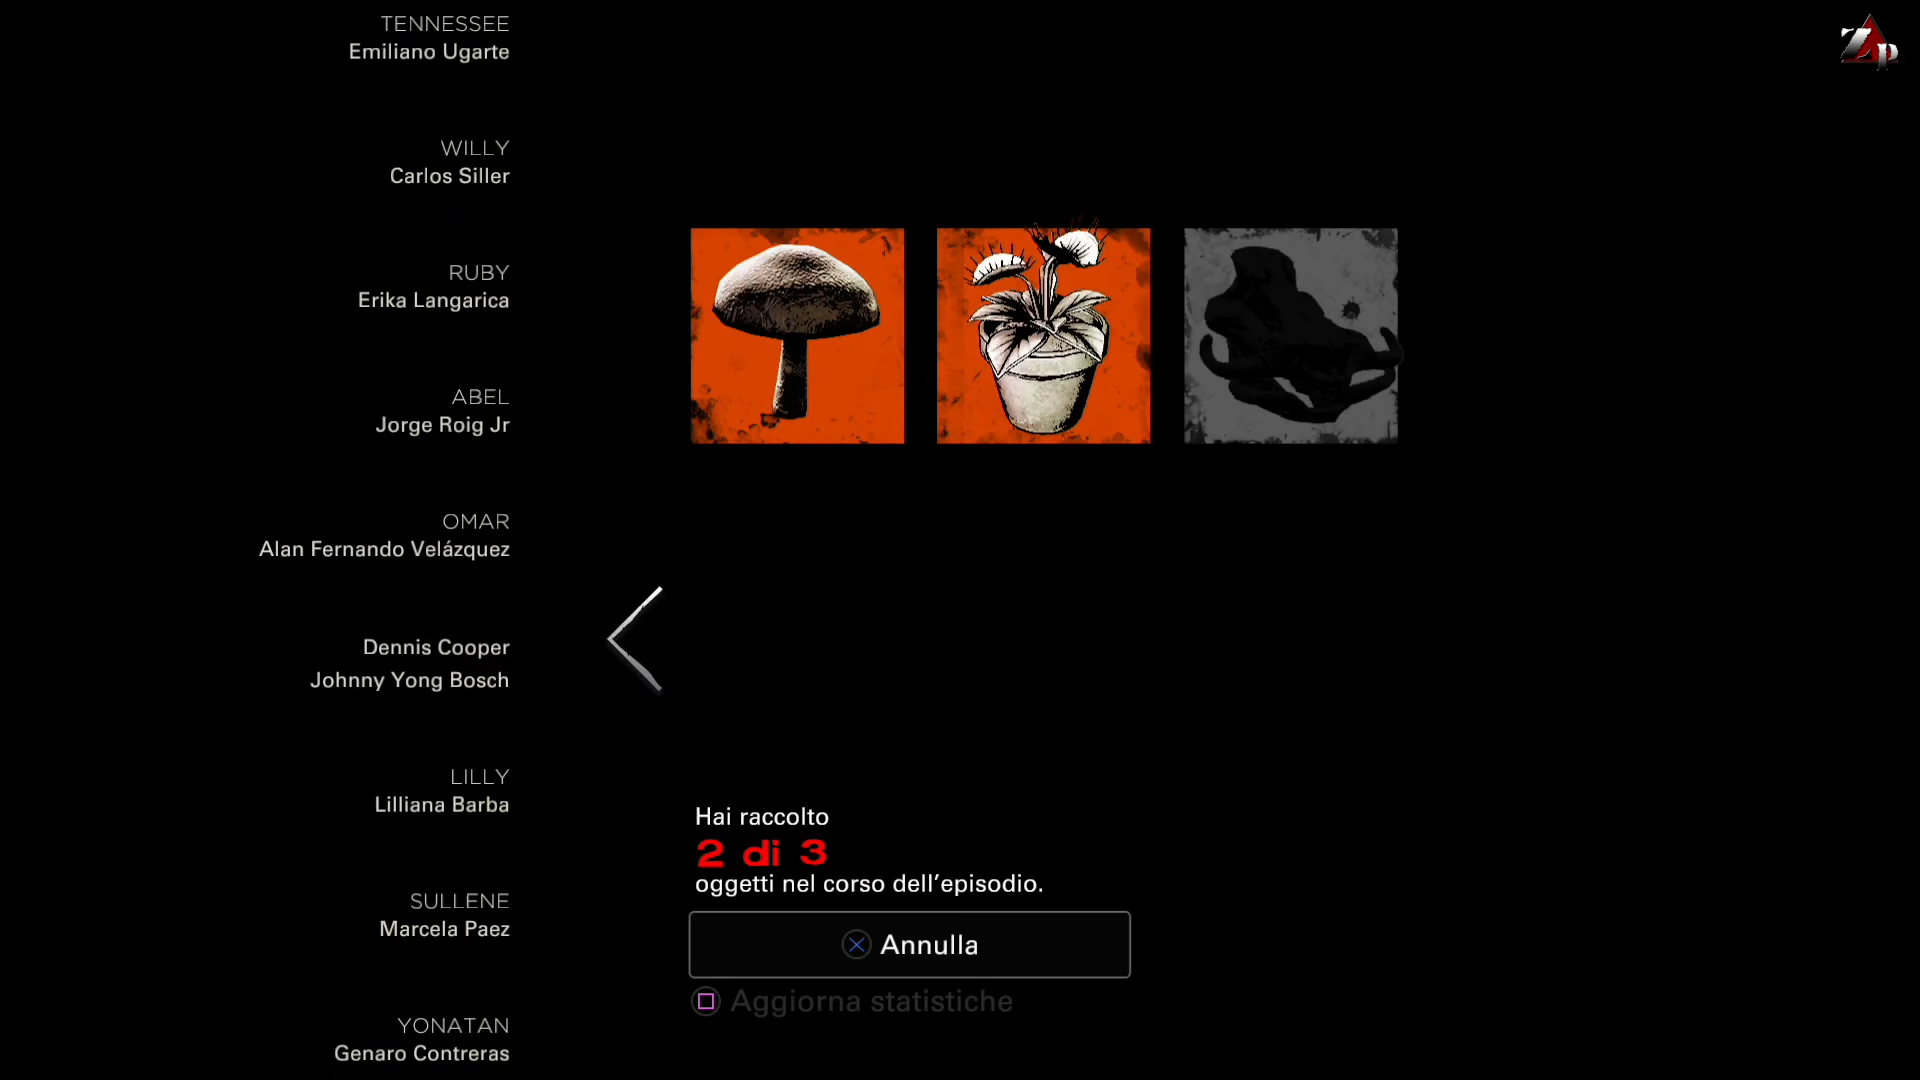 TENNESSEE
Emiliano Ugarte
WILLY
Carlos Siller
RUBY
Erika Langarica
ABEL
Jorge Roig Jr
OMAR
Alan Fernando Velázquez
Dennis Cooper
Johnny Yong Bosch
LILLY
Lilliana Barba
SULLENE
Marcela Paez
YONATAN
Genaro Contreras
Zp
Hai raccolto
2 di 3
oggetti nel corso dell'episodio.
Annulla
Aggiorna statistiche